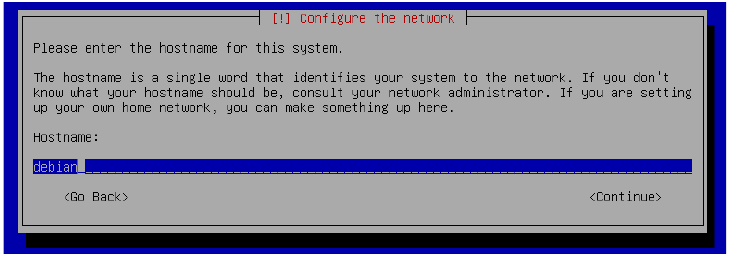 [!] Configure the network
Please enter the hostname for this system.
The hostname is a single word that identifies your system to the network. If you don't
know what your hostname should be, consult your network administrator. If you are setting
up your own home network, you can make something up here.
Hostname:
debian
<Go Back> <Continue>